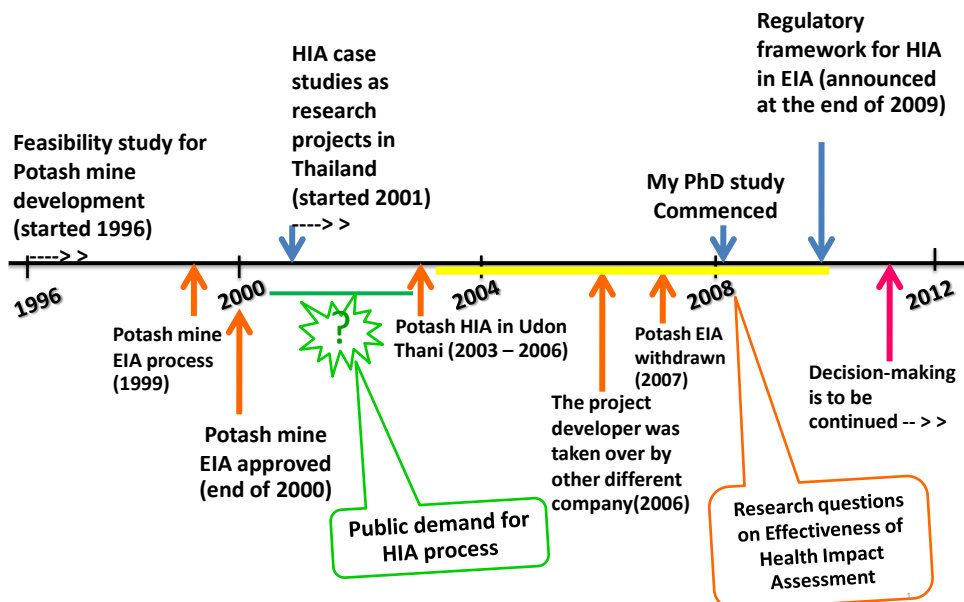 Regulatory
framework for HIA
in EIA (announced
at the end of 2009)
HIA case
studies as
research
projects in
Thailand
(started 2001)
----> >
Feasibility study for
Potash mine
development
(started 1996)
----> >
My PhD study
Commenced
1996
2000
2004
2008
2012
Potash mine
EIA process
(1999)
?
Potash HIA in Udon
Thani (2003 – 2006)
Potash EIA
withdrawn
(2007)
Decision-making
is to be
continued -- > >
The project
developer was
taken over by
other different
company(2006)
Potash mine
EIA approved
(end of 2000)
Public demand for
HIA process
Research questions
on Effectiveness of
Health Impact
Assessment
1